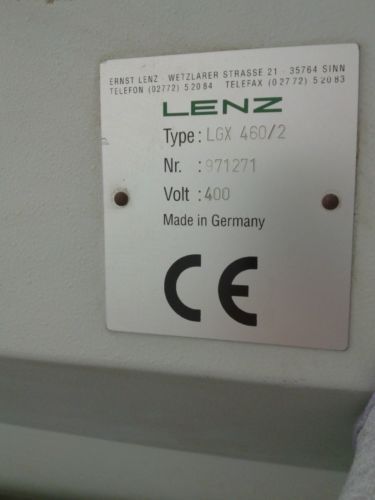 ERNST LENZ · WETZLARER STRASSE 21 · 35764 SINN
TELEFON (02772) 52084 TELEFAX (02772) 52083
LENZ
Type: LGX 460/2
Nr. : 971271
Volt : 400
Made in Germany
CE